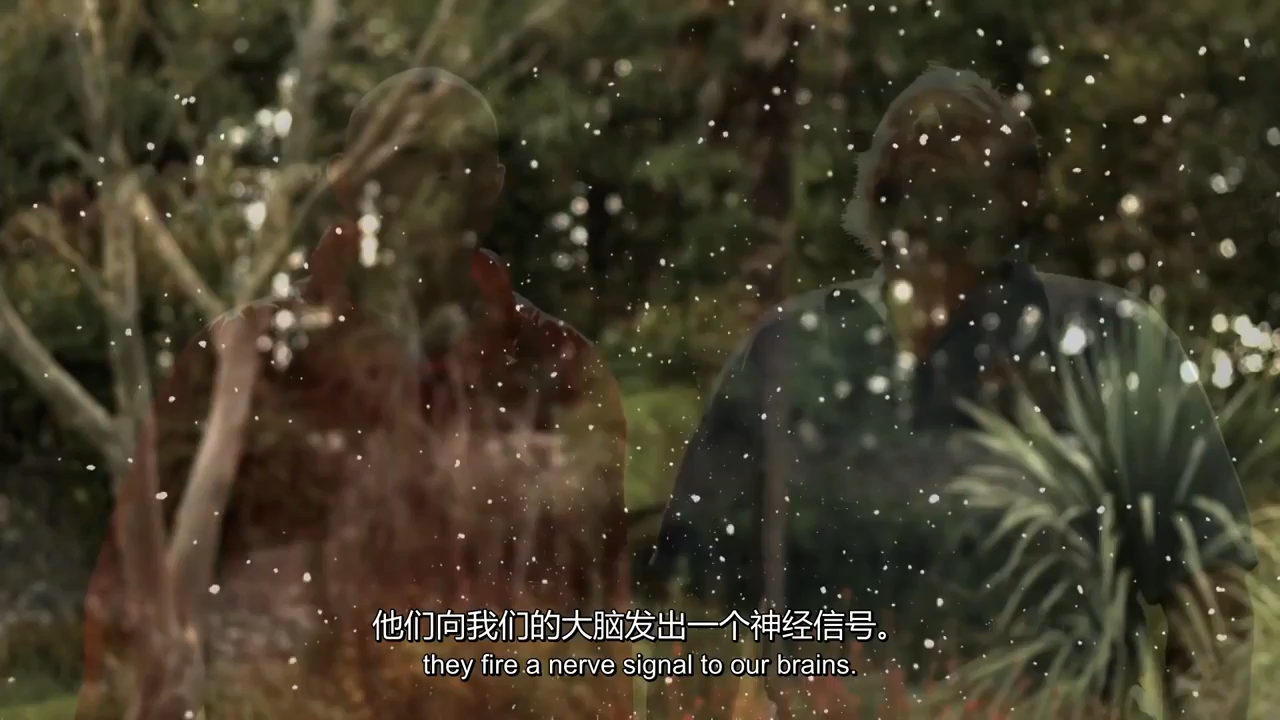 他们向我们的大脑发出一个神经信号。
they fire a nerve signal to our brains.